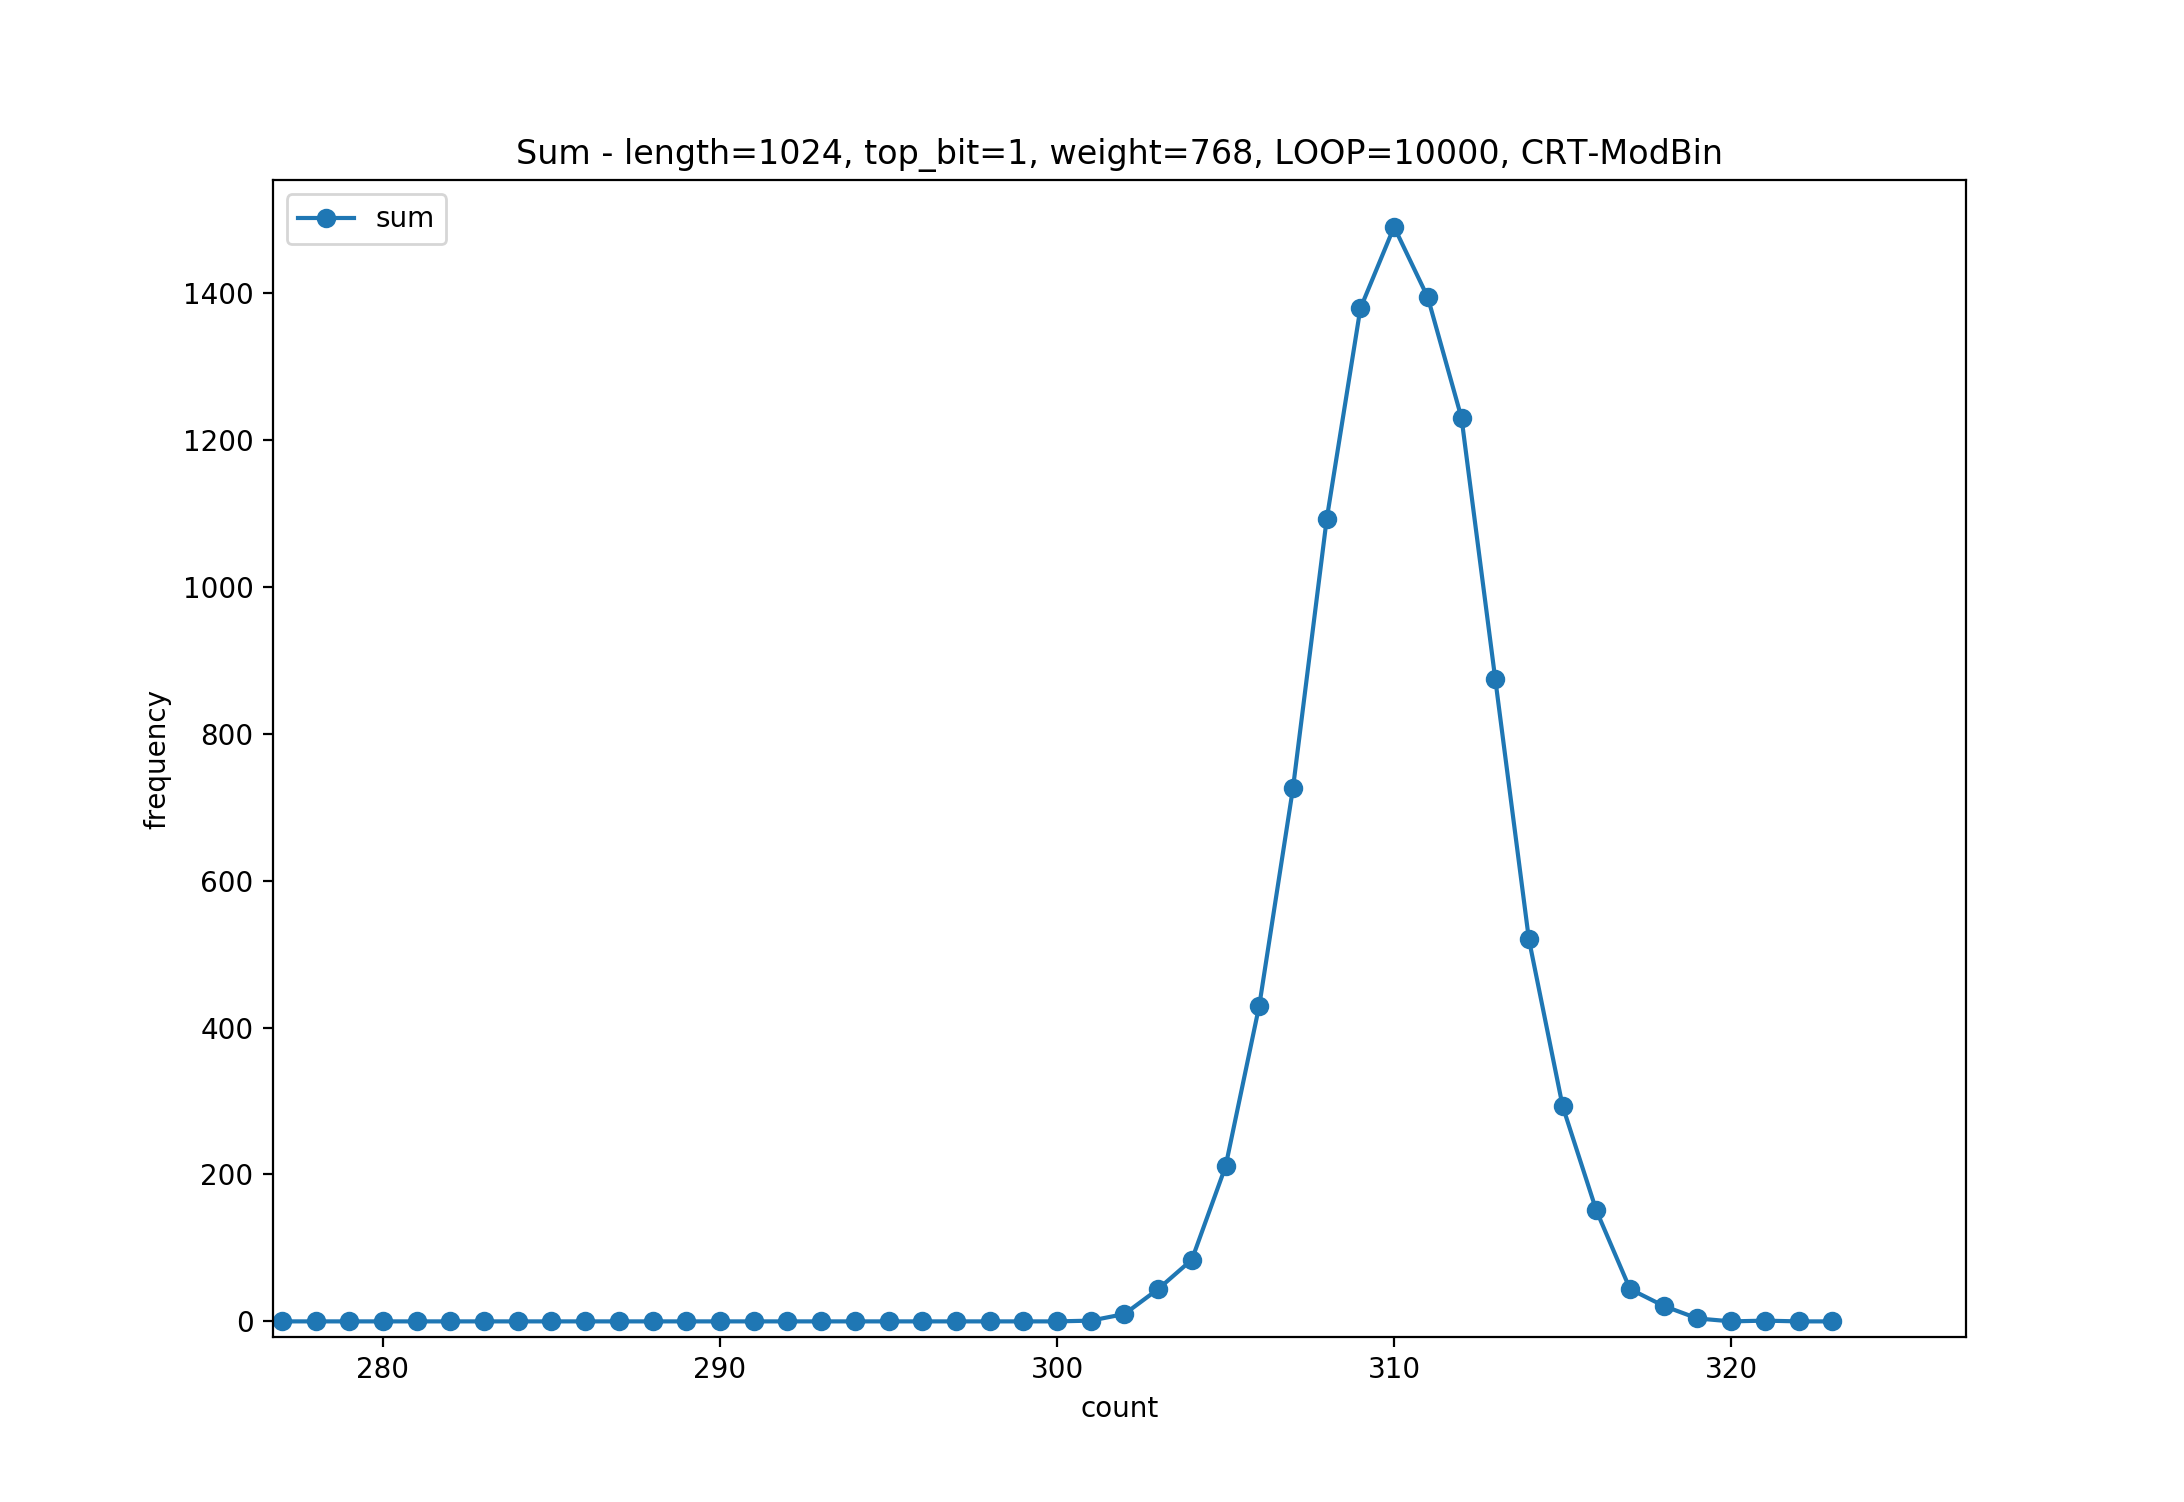 Sum - length=1024, top_bit=1, weight=768, LOOP=10000, CRT-ModBin
sum
1400
1200
1000
800
600
400
200
0
frequency
280 290 300 310 320
count